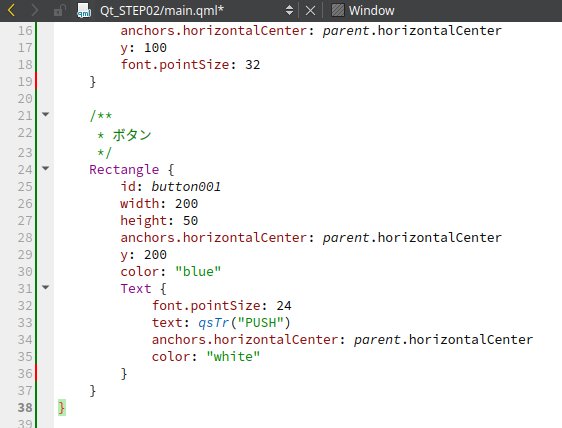 Qt_STEP02/main.qml* Window
16 anchors.horizontalCenter: parent.horizontalCenter
17 y: 100
18 font.pointSize: 32
19 }
20
21 /**
22 * ボタン
23 */
24 Rectangle {
25 id: button001
26 width: 200
27 height: 50
28 anchors.horizontalCenter: parent.horizontalCenter
29 y: 200
30 color: "blue"
31 Text {
32 font.pointSize: 24
33 text: qsTr("PUSH")
34 anchors.horizontalCenter: parent.horizontalCenter
35 color: "white"
36 }
37 }
38 }
39